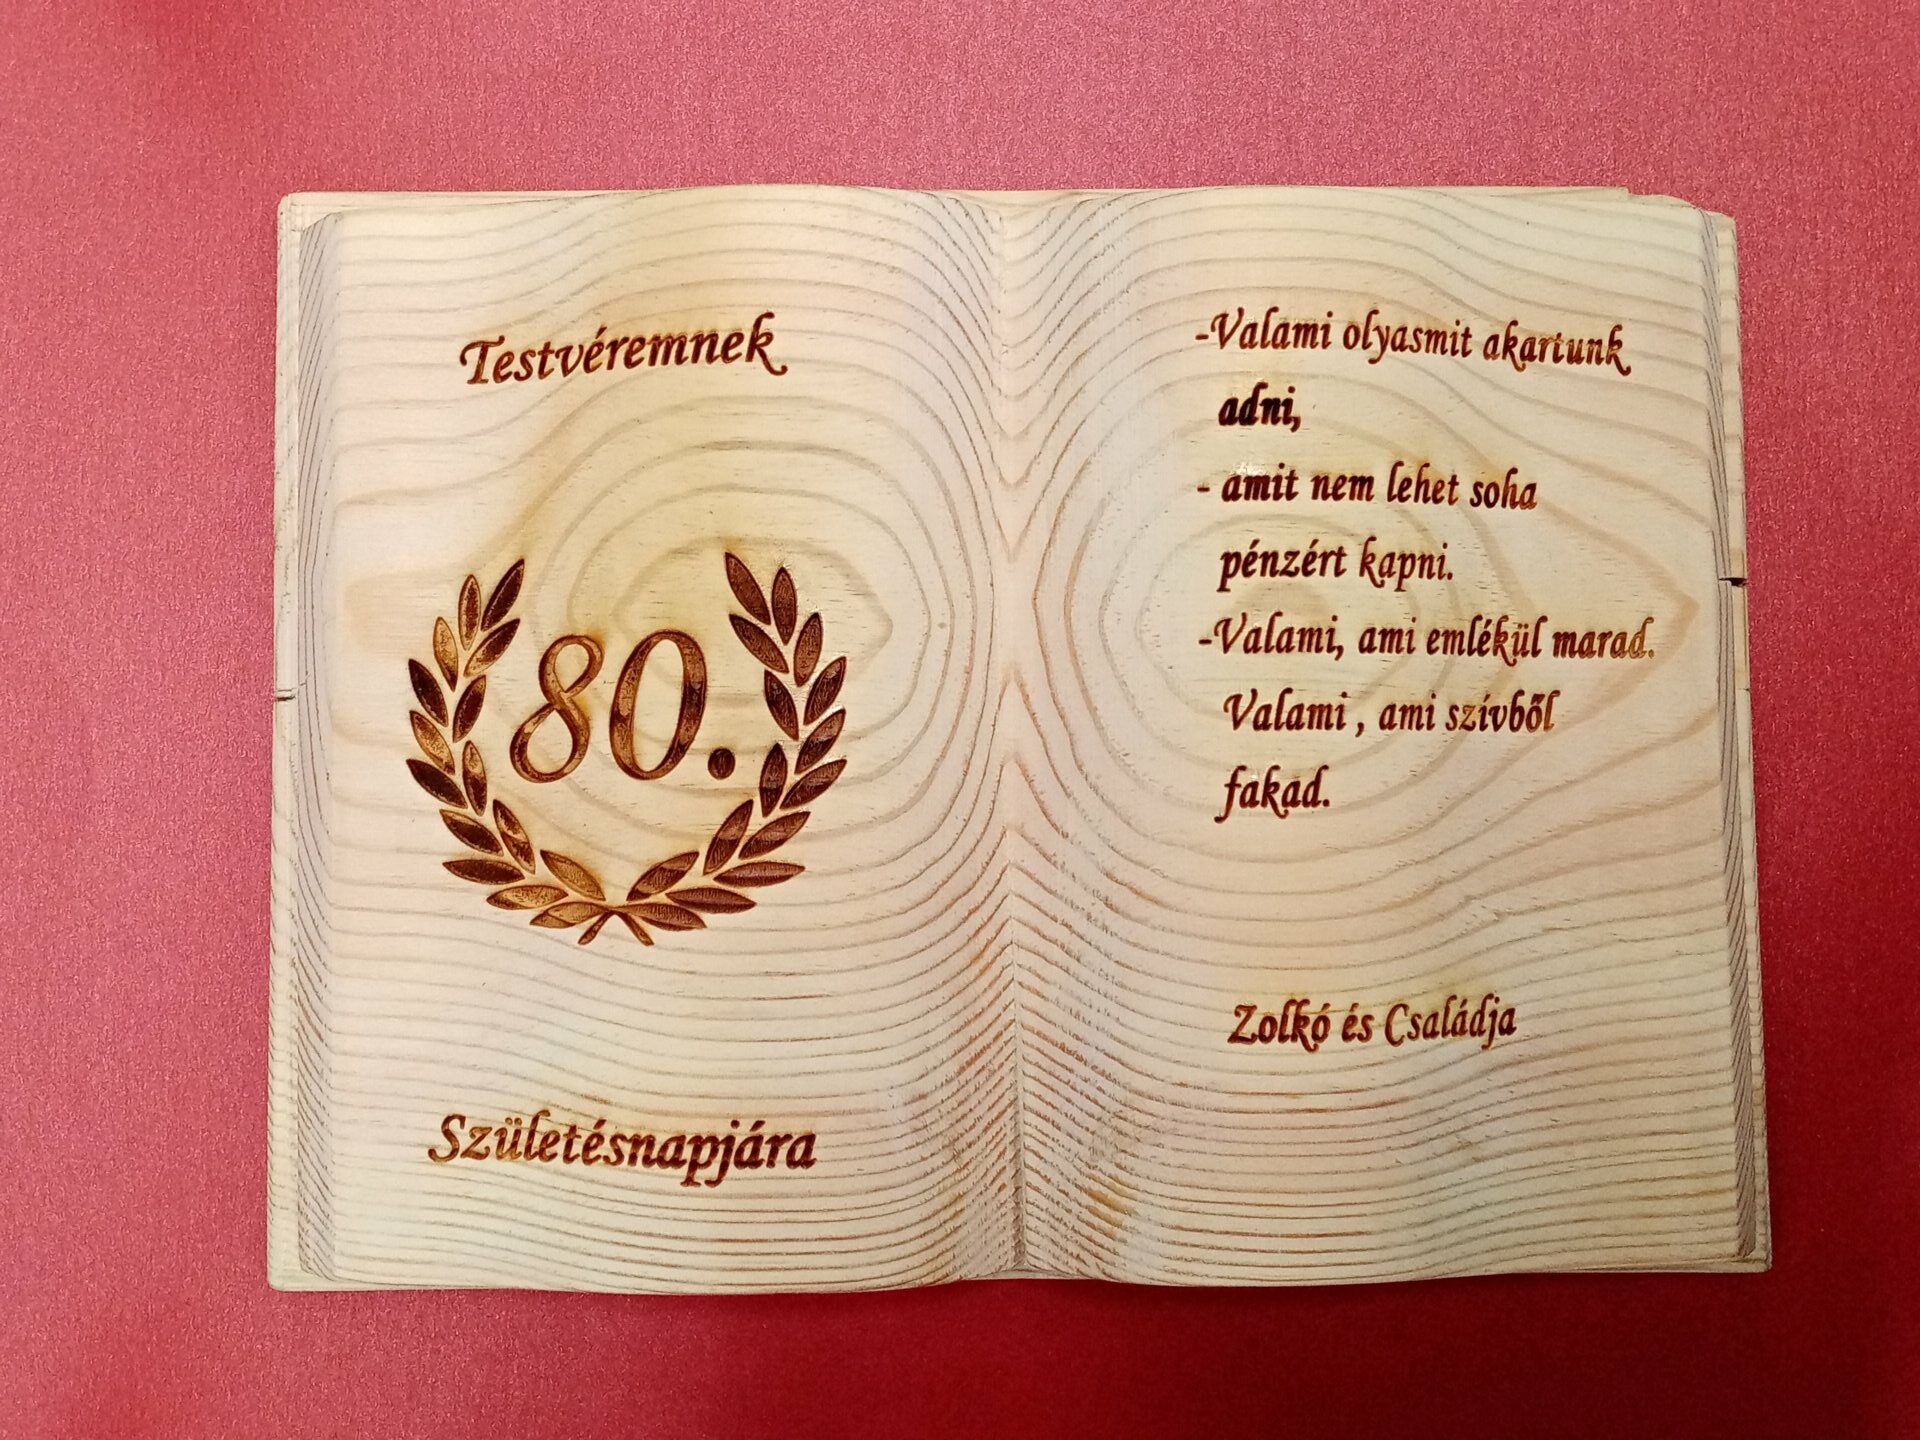 Testvéremnek
80.
Születésnapjára
-Valami olyasmit akartunk
adni,
- amit nem lehet soha
pénzért kapni.
-Valami, ami emlékül marad.
Valami , ami szívből
fakad.
Zolkó és Családja